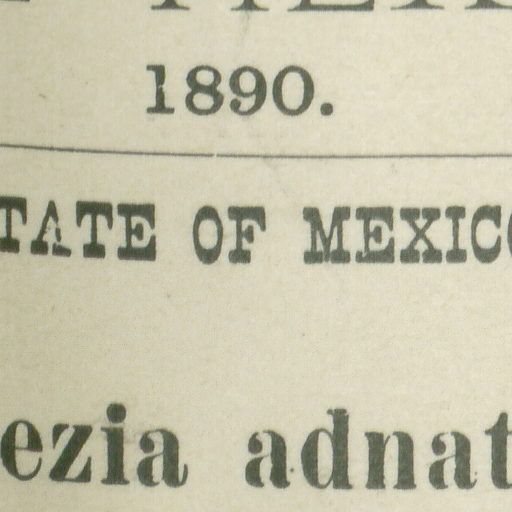 1890.
TATE OF MEXICO
ezia adnat